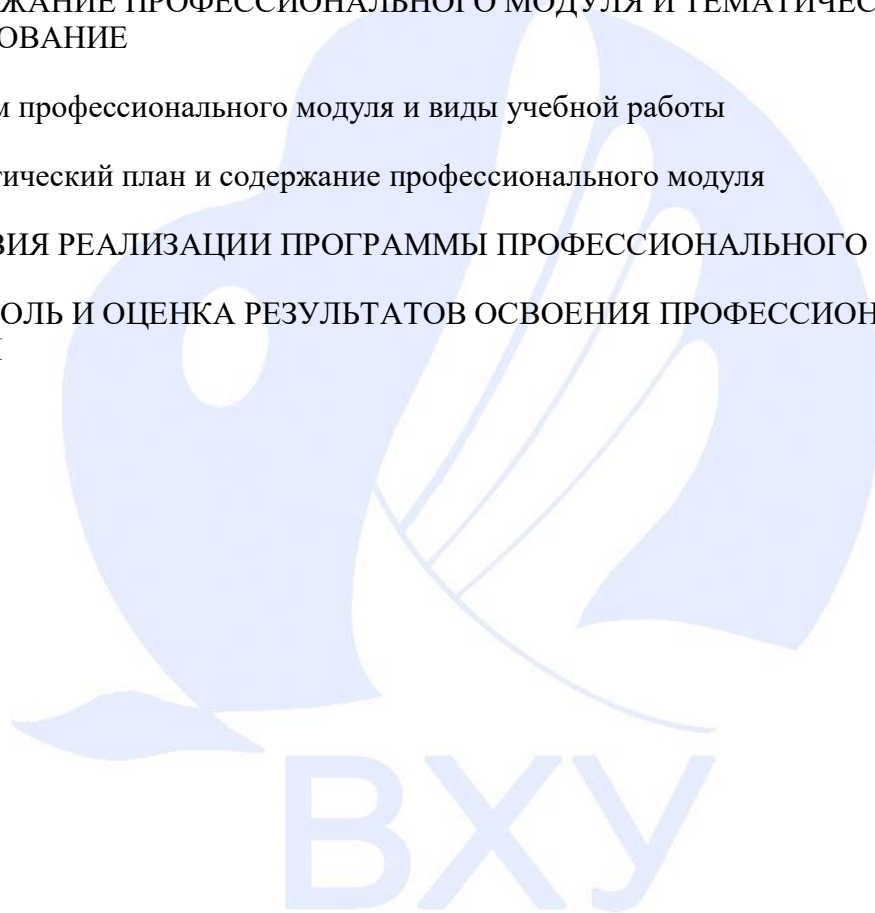 ЖАНИЕ ПРОФЕССИОНАЛЬНОГО МОДУЛЯ И ТЕМАТИЧЕС
ОВАНИЕ
м профессионального модуля и виды учебной работы
тический план и содержание профессионального модуля
ВИЯ РЕАЛИЗАЦИИ ПРОГРАММЫ ПРОФЕССИОНАЛЬНОГО
ОЛЬ И ОЦЕНКА РЕЗУЛЬТАТОВ ОСВОЕНИЯ ПРОФЕССИОН
ВХУ